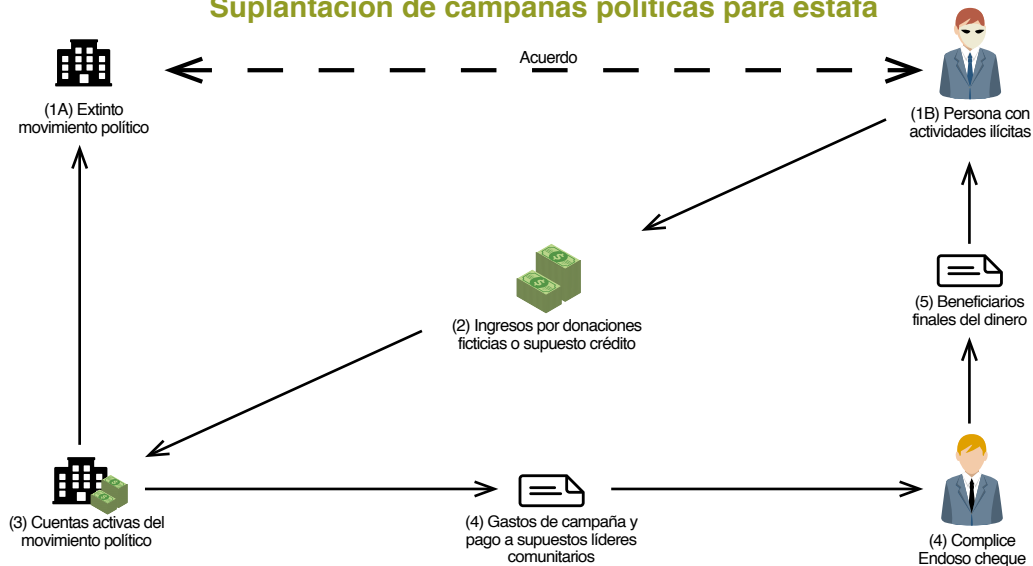 Suplantación de campañas políticas para estafa
Acuerdo
(1A) Extinto
movimiento político
(1B) Persona con
actividades ilícitas
(2) Ingresos por donaciones
ficticias o supuesto crédito
(5) Beneficiarios
finales del dinero
(3) Cuentas activas del
movimiento político
(4) Gastos de campaña y
pago a supuestos líderes
comunitarios
(4) Complice
Endoso cheque